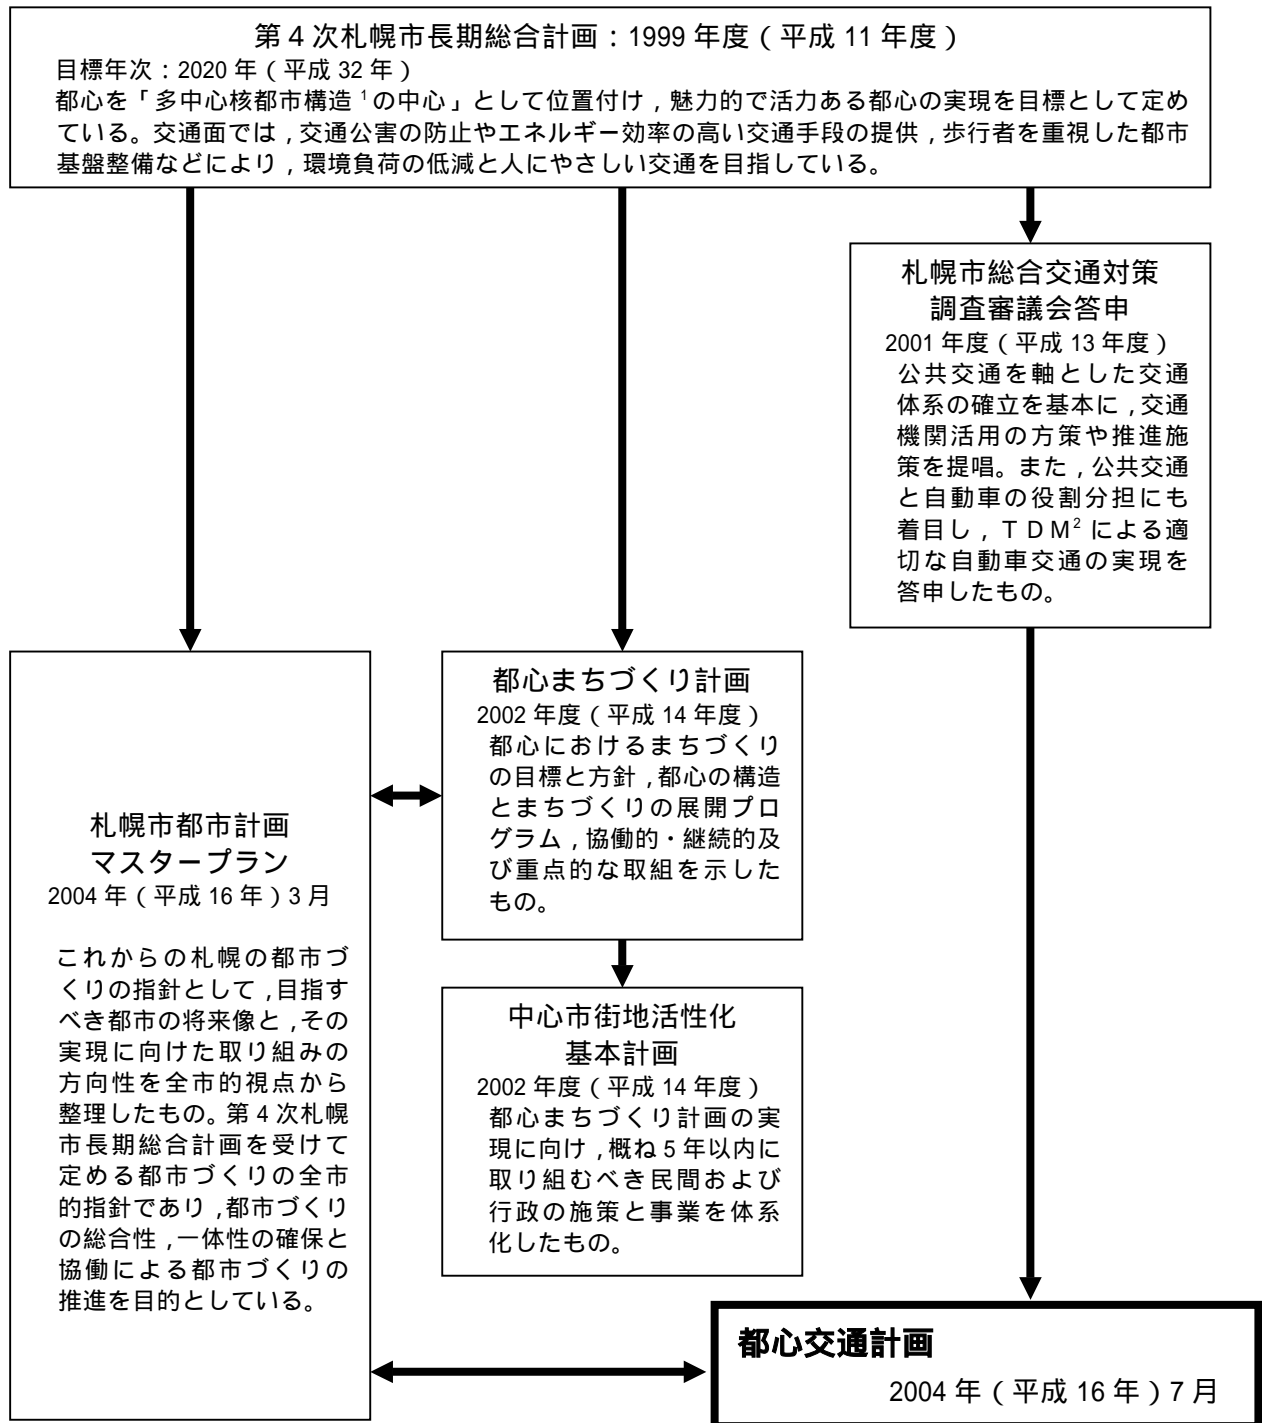 第4次札幌市長期総合計画：1999年度（平成11年度）
目標年次：2020年（平成32年）
都心を「多中心核都市構造1の中心」として位置付け，魅力的で活力ある都心の実現を目標として定め
ている。交通面では，交通公害の防止やエネルギー効率の高い交通手段の提供，歩行者を重視した都市
基盤整備などにより，環境負荷の低減と人にやさしい交通を目指している。
札幌市総合交通対策
調査審議会答申
2001年度（平成13年度）
公共交通を軸とした交通
体系の確立を基本に，交通
機関活用の方策や推進施
策を提唱。また，公共交通
と自動車の役割分担にも
着目し，ＴＤＭ2による適
切な自動車交通の実現を
答申したもの。
都心まちづくり計画
2002年度（平成14年度）
都心におけるまちづくり
の目標と方針，都心の構造
とまちづくりの展開プロ
グラム，協働的・継続的及
び重点的な取組を示した
もの。
札幌市都市計画
マスタープラン
2004年（平成16年）3月
これからの札幌の都市づ
くりの指針として，目指す
べき都市の将来像と，その
実現に向けた取り組みの
方向性を全市的視点から
整理したもの。第4次札幌
市長期総合計画を受けて
定める都市づくりの全市
的指針であり，都市づくり
の総合性，一体性の確保と
協働による都市づくりの
推進を目的としている。
中心市街地活性化
基本計画
2002年度（平成14年度）
都心まちづくり計画の実
現に向け，概ね5年以内に
取り組むべき民間および
行政の施策と事業を体系
化したもの。
都心交通計画
2004年（平成16年）7月